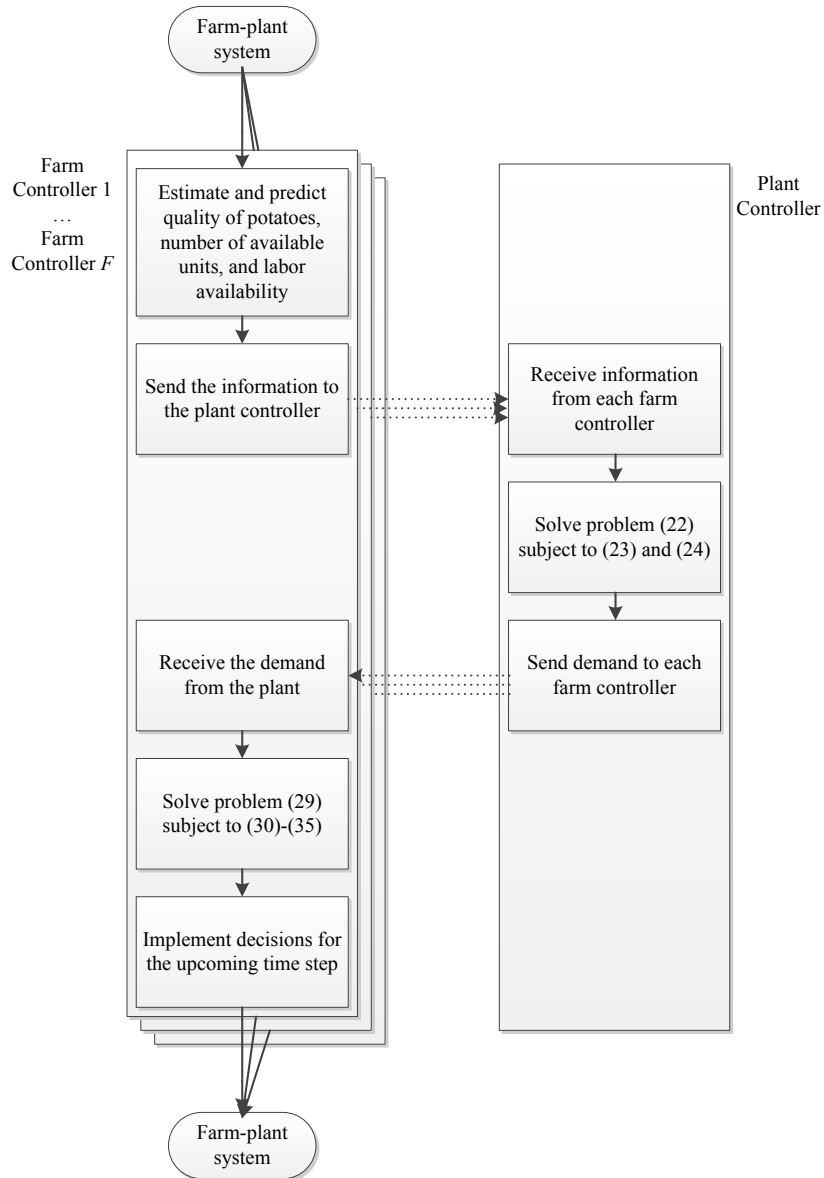 Farm-plant
system
Farm
Controller 1
…
Farm
Controller F
Plant
Controller
Estimate and predict
quality of potatoes,
number of available
units, and labor
availability
Send the information to
the plant controller
Receive information
from each farm
controller
Solve problem (22)
subject to (23) and (24)
Send demand to each
farm controller
Receive the demand
from the plant
Solve problem (29)
subject to (30)-(35)
Implement decisions for
the upcoming time step
Farm-plant
system